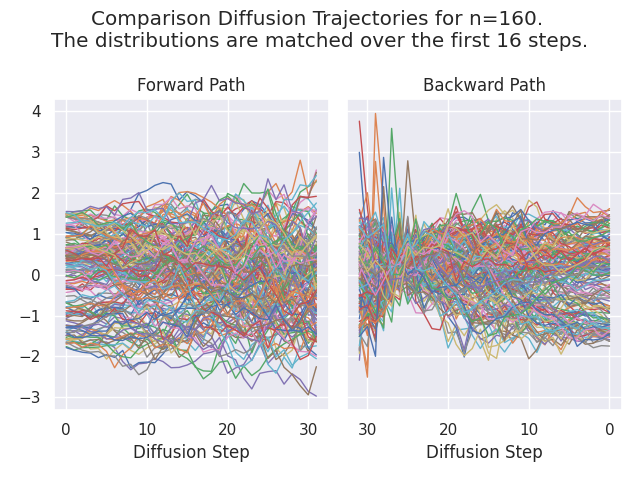 Comparison Diffusion Trajectories for n=160.
The distributions are matched over the first 16 steps.
Forward Path
Backward Path
4
3
2
1
0
−1
−2
−3
0 10 20 30
30 20 10 0
Diffusion Step
Diffusion Step